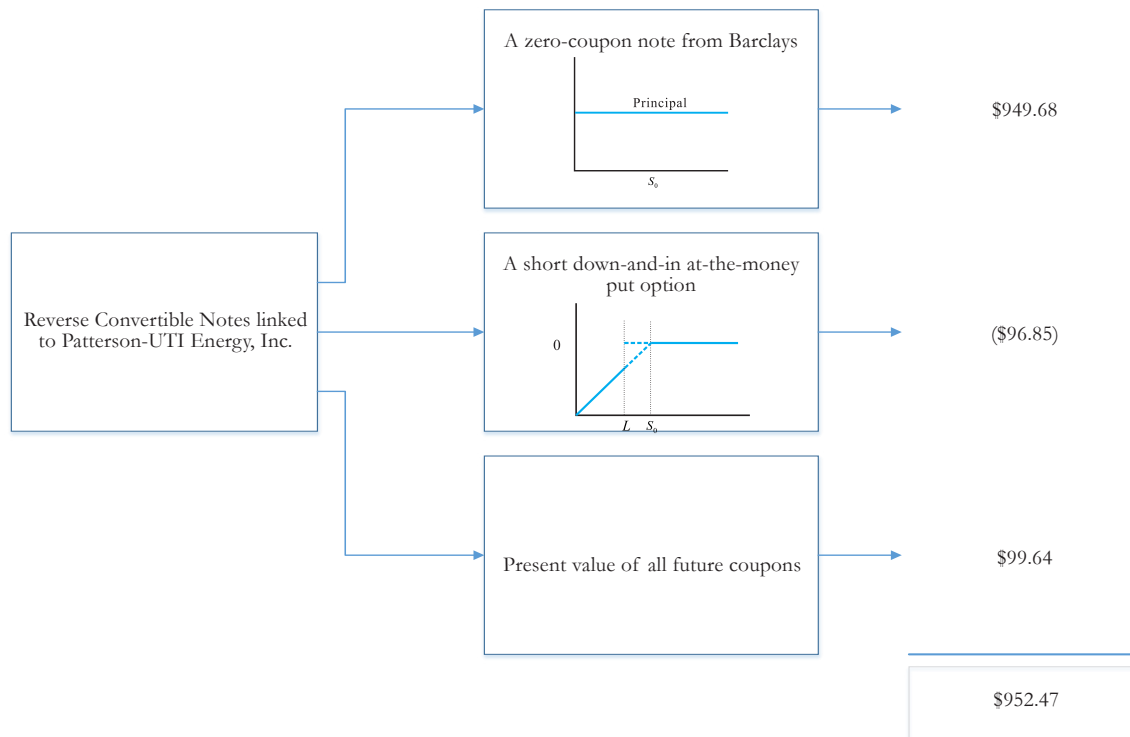 A zero-coupon note from Barclays
Principal
S₀
$949.68
Reverse Convertible Notes linked
to Patterson-UTI Energy, Inc.
A short down-and-in at-the-money
put option
0
L S₀
($96.85)
Present value of all future coupons
$99.64
$952.47